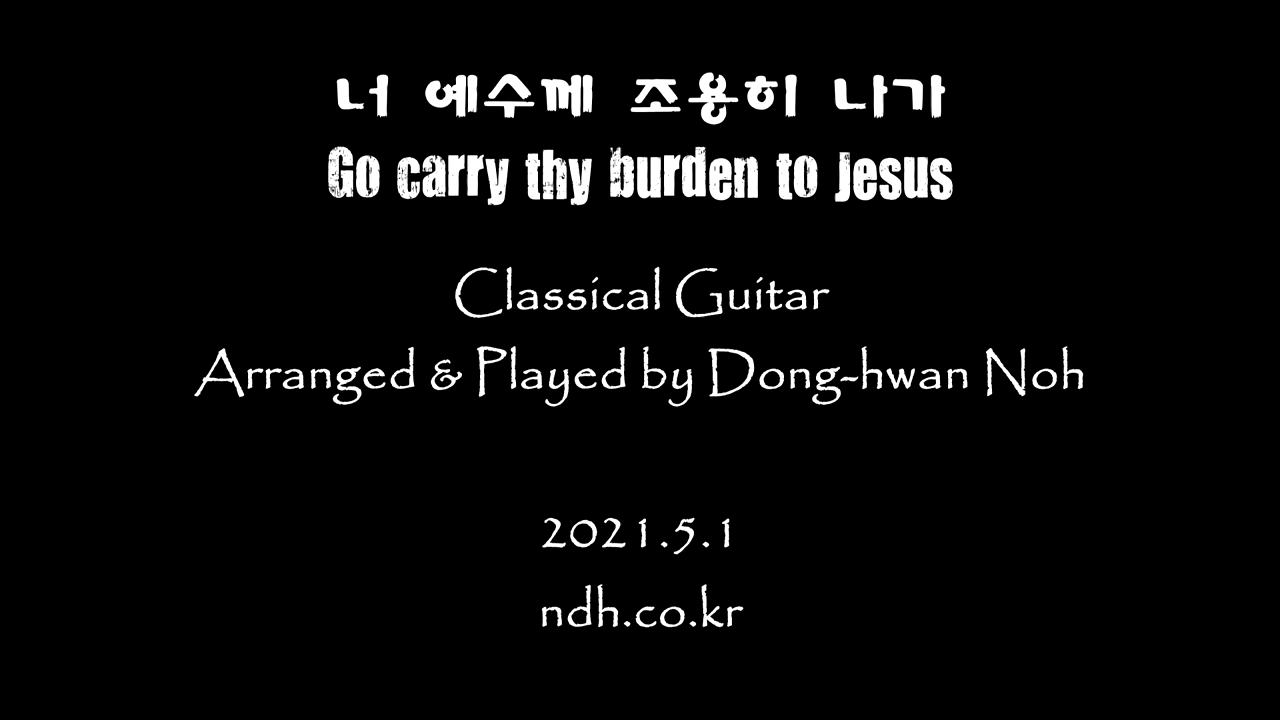 너 예수께 조용히 나가
Go carry thy burden to Jesus
Classical Guitar
Arranged & Played by Dong-hwan Noh
2021.5.1
ndh.co.kr